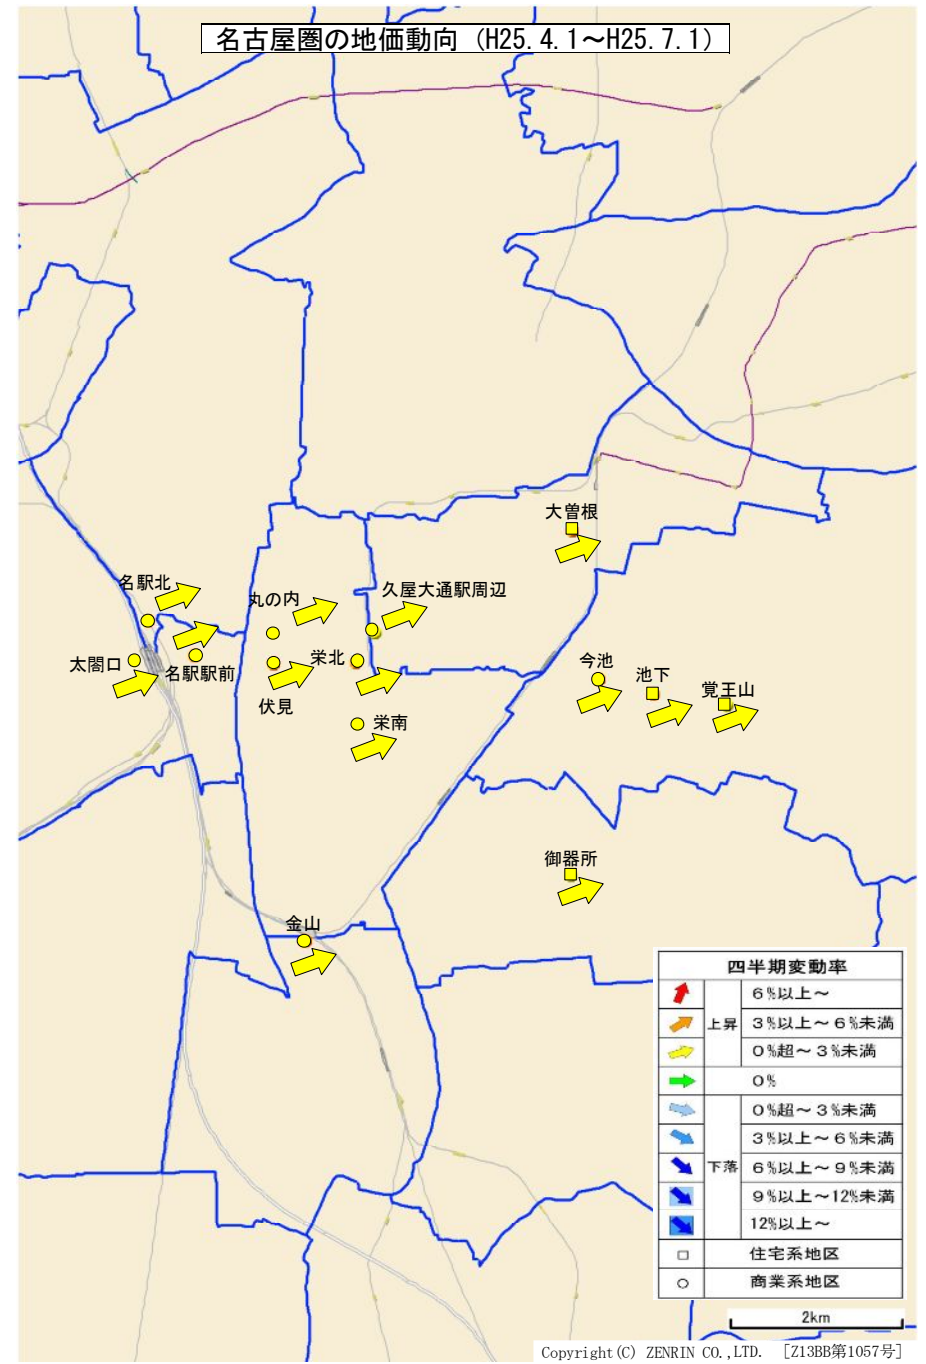 名古屋圏の地価動向 (H25.4.1～H25.7.1)
大曽根
名駅北
丸の内
久屋大通駅周辺
太閤口
名駅駅前
栄北
今池
池下
覚王山
伏見
栄南
御器所
金山
四半期変動率
上昇
6%以上～
3%以上～6%未満
0%超～3%未満
0%
下落
0%超～3%未満
3%以上～6%未満
6%以上～9%未満
9%以上～12%未満
12%以上～
住宅系地区
商業系地区
2km
Copyright(C) ZENRIN CO.,LTD. [Z13BB第1057号]